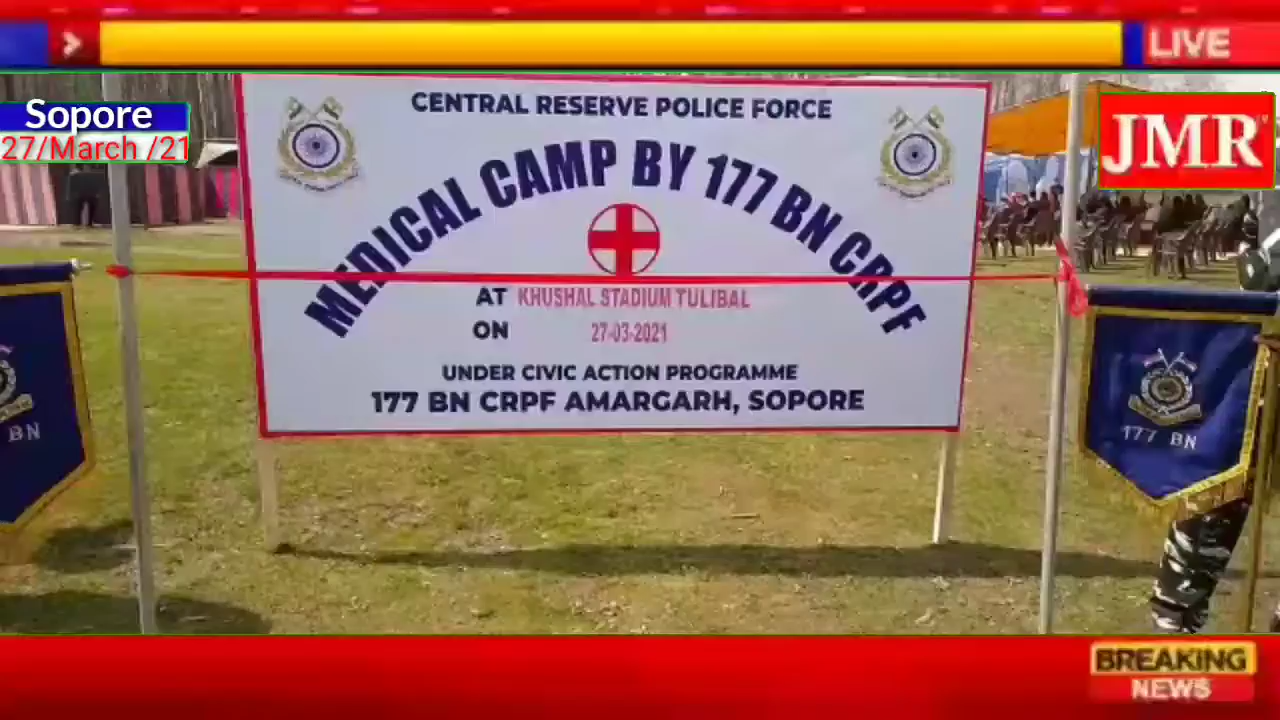 LIVE
Sopore
27/March /21
JMR
CENTRAL RESERVE POLICE FORCE
MEDICAL CAMP BY 177 BN CRPF
AT KHUSHAL STADIUM TULIBAL
ON 27-03-2021
UNDER CIVIC ACTION PROGRAMME
177 BN CRPF AMARGARH, SOPORE
BN
177 BN
BREAKING
NEWS